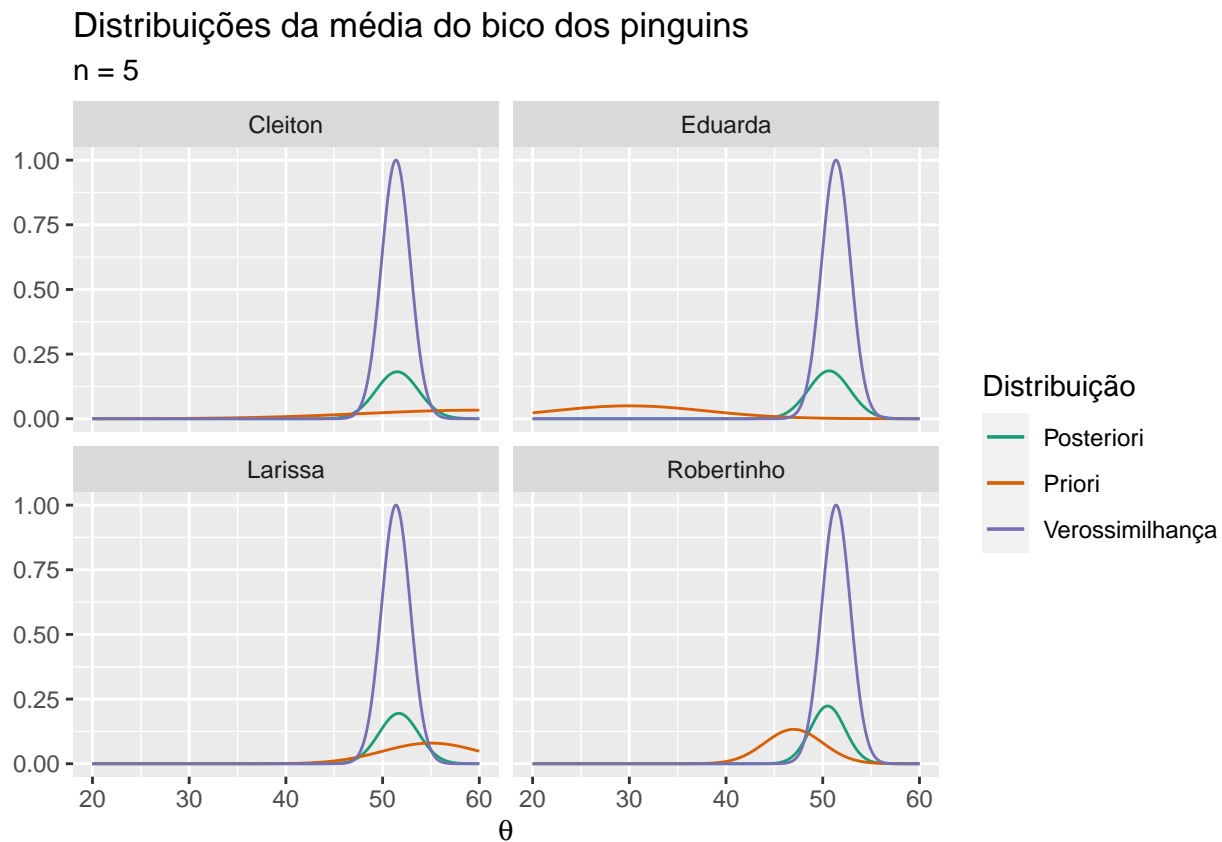 Distribuições da média do bico dos pinguins
n = 5
Cleiton
Eduarda
1.00
0.75
0.50
0.25
0.00
Larissa
Robertinho
1.00
0.75
0.50
0.25
0.00
20 30 40 50 60
20 30 40 50 60
θ
Distribuição
Posteriori
Priori
Verossimilhança